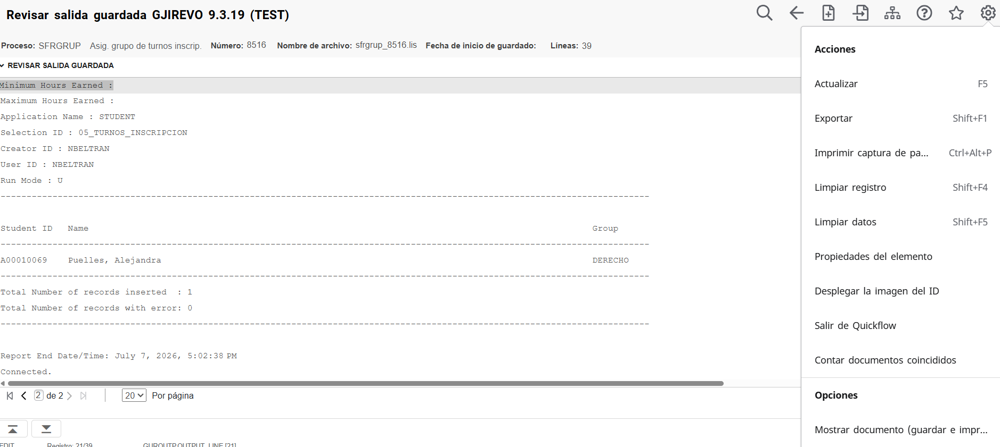 Revisar salida guardada GJIREVO 9.3.19 (TEST)
Proceso: SFRGRUP Asig. grupo de turnos inscrip. Número: 8516 Nombre de archivo: sfrgrup_8516.lis Fecha de inicio de guardado: Líneas: 39
REVISAR SALIDA GUARDADA
Minimum Hours Earned :
Maximum Hours Earned :
Application Name : STUDENT
Selection ID : 05_TURNOS_INSCRIPCION
Creator ID : NBELTRAN
User ID : NBELTRAN
Run Mode : U
Student ID Name Group
A00010069 Puelles, Alejandra DERECHO
Total Number of records inserted : 1
Total Number of records with error: 0
Report End Date/Time: July 7, 2026, 5:02:38 PM
Connected.
2 de 2 20 Por página
EDIT Registro: 21/39 GUROUTP.OUTPUT_LINE [21]
Acciones
Actualizar F5
Exportar Shift+F1
Imprimir captura de pa... Ctrl+Alt+P
Limpiar registro Shift+F4
Limpiar datos Shift+F5
Propiedades del elemento
Desplegar la imagen del ID
Salir de Quickflow
Contar documentos coincididos
Opciones
Mostrar documento (guardar e impr...